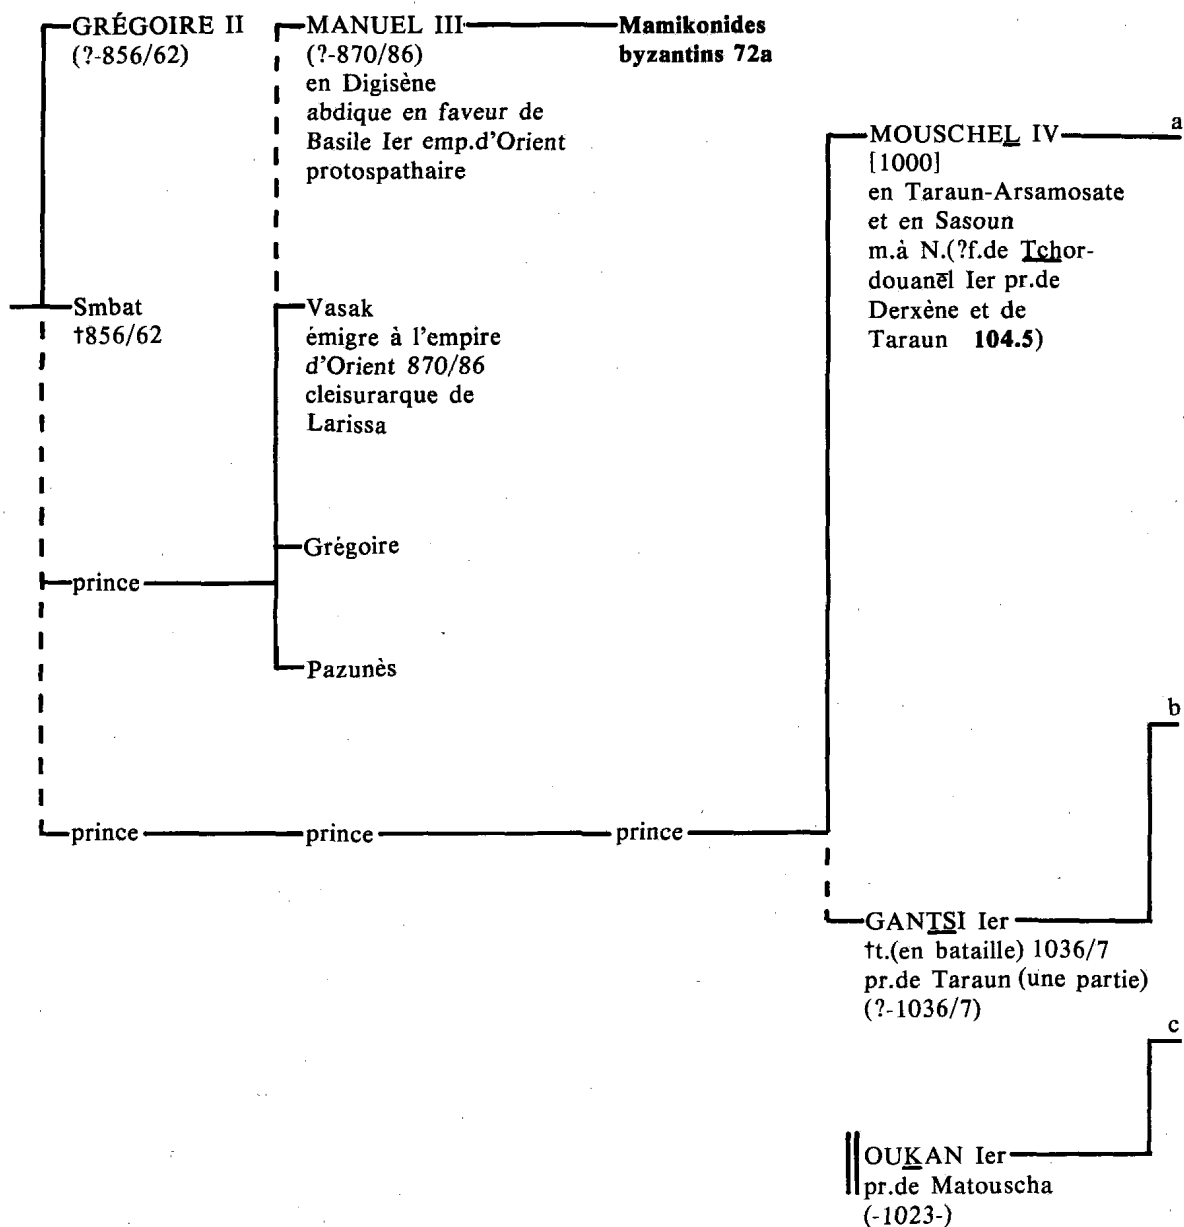 GRÉGOIRE II
(?-856/62)
MANUEL III
(?-870/86)
en Digisène
abdique en faveur de
Basile Ier emp.d'Orient
protospathaire
Mamikonides
byzantins 72a
a
MOUSCHEL IV
[1000]
en Taraun-Arsamosate
et en Sasoun
m.à N.(?f.de Tchor-
douanēl Ier pr.de
Derxène et de
Taraun 104.5)
Smbat
†856/62
Vasak
émigre à l'empire
d'Orient 870/86
cleisurarque de
Larissa
Grégoire
prince
Pazunès
b
prince
prince
prince
GANTSI Ier
†t.(en bataille) 1036/7
pr.de Taraun (une partie)
(?-1036/7)
c
OUKAN Ier
pr.de Matouscha
(-1023-)